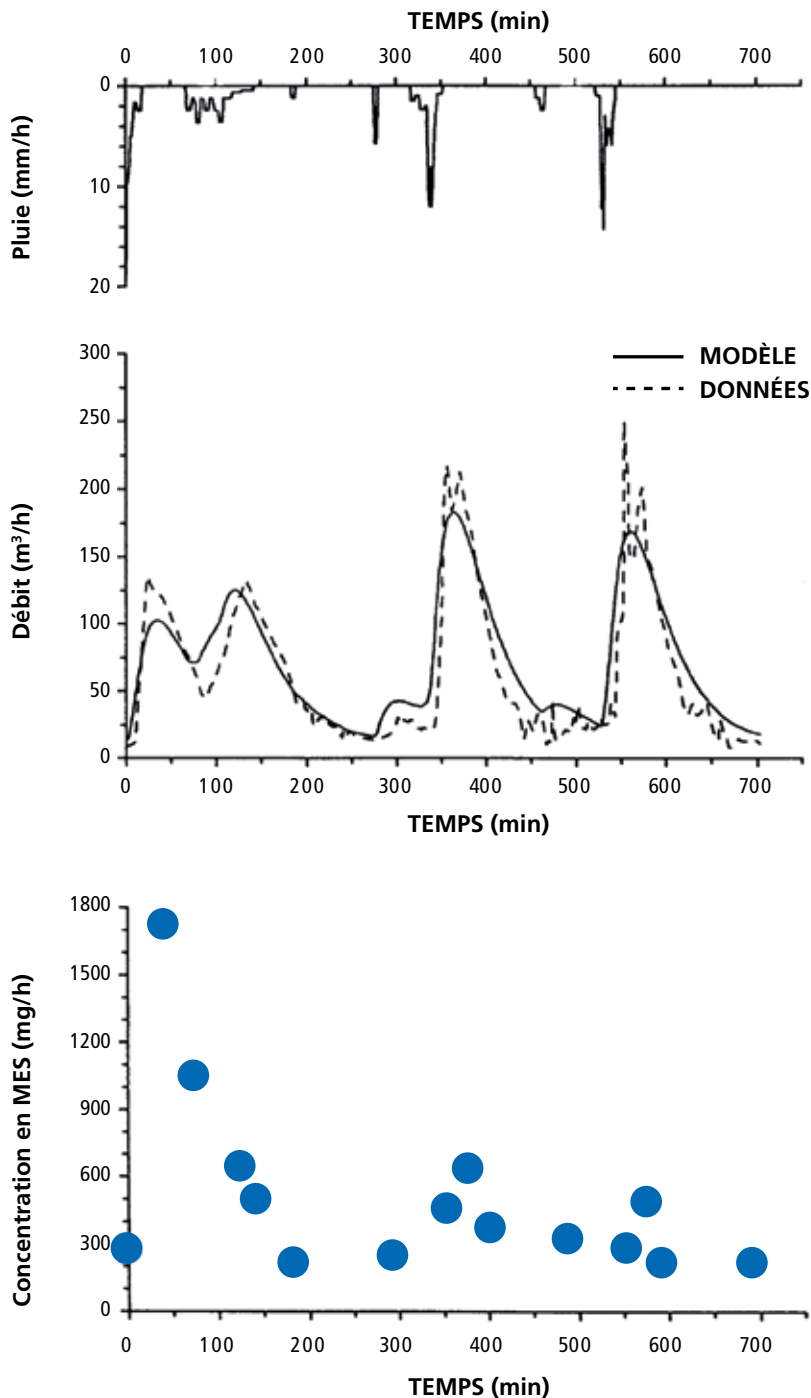 TEMPS (min)
0 100 200 300 400 500 600 700
Pluie (mm/h)
0
10
20
300
250
200
150
100
50
0
Débit (m³/h)
MODÈLE
DONNÉES
0 100 200 300 400 500 600 700
TEMPS (min)
1800
1500
1200
900
600
300
0
Concentration en MES (mg/h)
0 100 200 300 400 500 600 700
TEMPS (min)